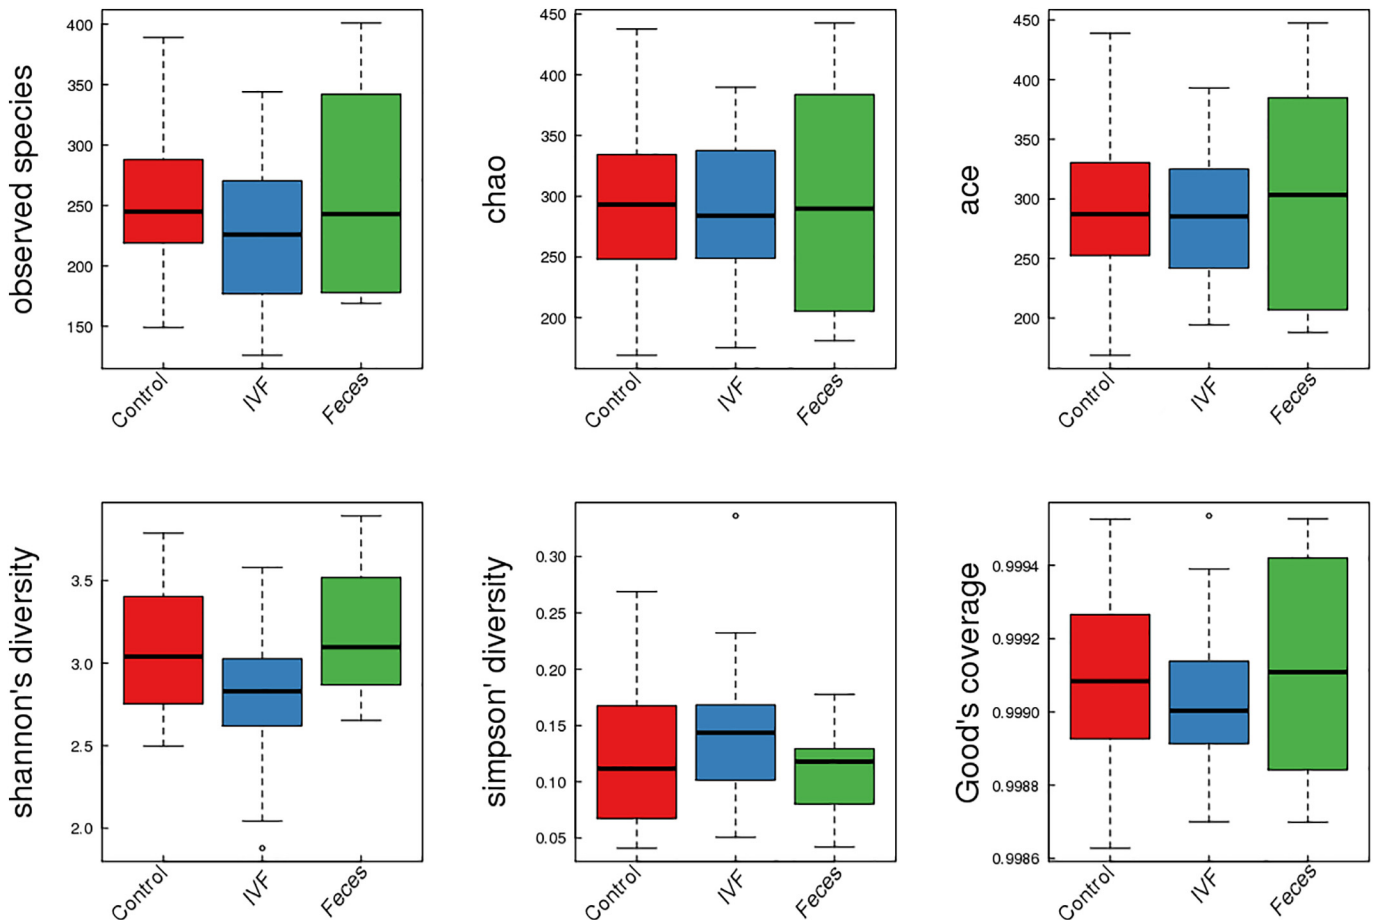 observed species
400
350
300
250
200
150
Control
IVF
Feces
chao
450
400
350
300
250
200
Control
IVF
Feces
ace
450
400
350
300
250
200
Control
IVF
Feces
shannon's diversity
3.5
3.0
2.5
2.0
Control
IVF
Feces
simpson' diversity
0.30
0.25
0.20
0.15
0.10
0.05
Control
IVF
Feces
Good's coverage
0.9994
0.9992
0.9990
0.9988
0.9986
Control
IVF
Feces